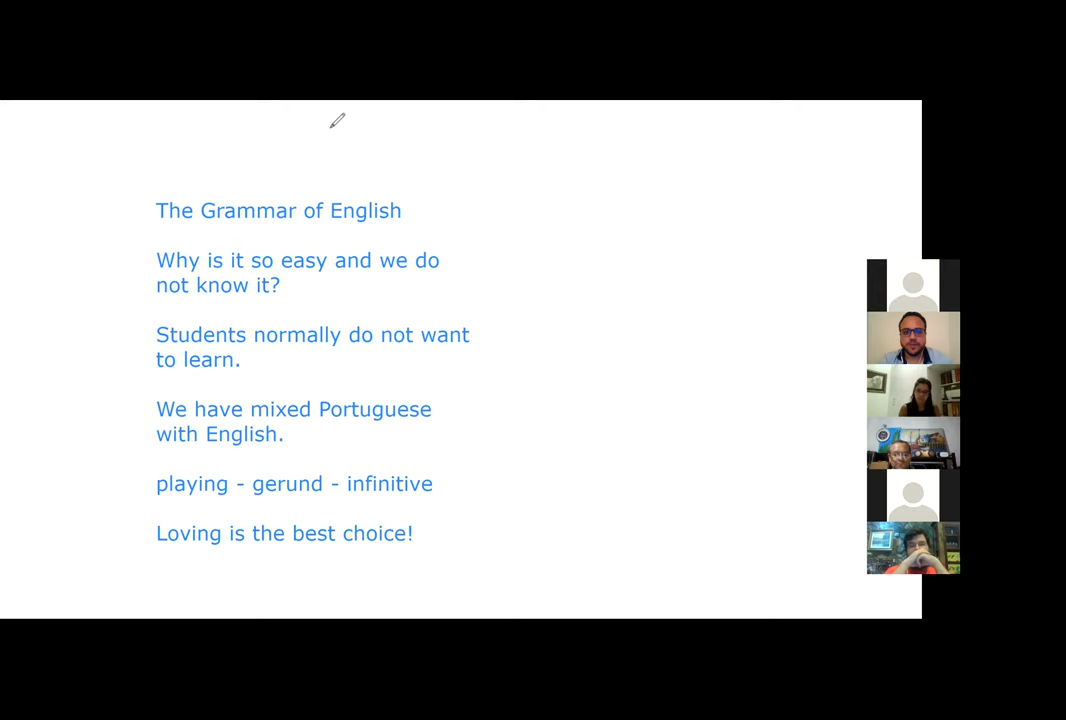 The Grammar of English
Why is it so easy and we do
not know it?
Students normally do not want
to learn.
We have mixed Portuguese
with English.
playing - gerund - infinitive
Loving is the best choice!